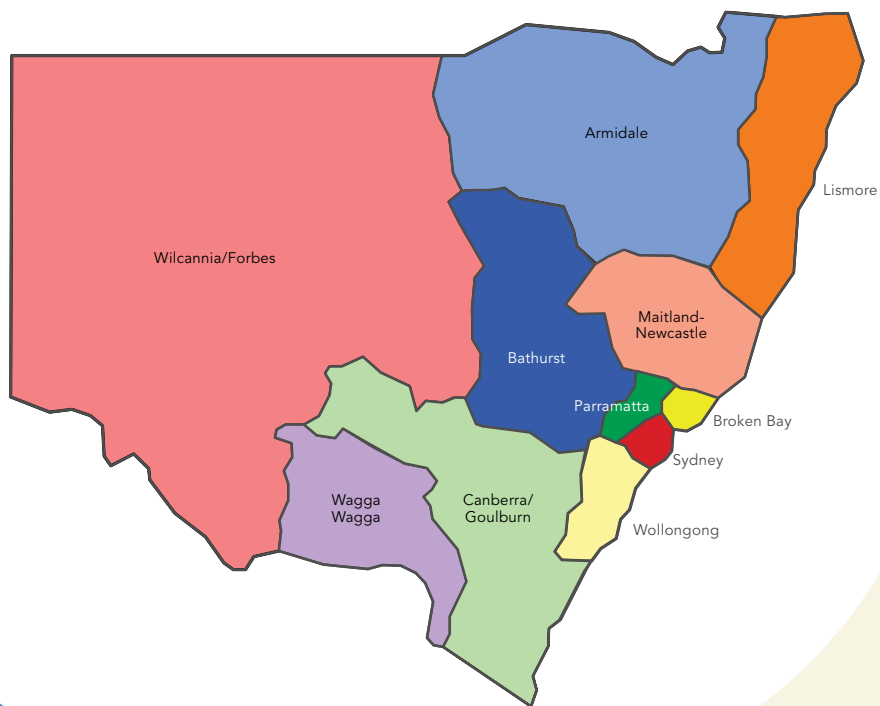 Armidale
Lismore
Wilcannia/Forbes
Maitland-
Newcastle
Bathurst
Parramatta
Broken Bay
Sydney
Wagga
Wagga
Canberra/
Goulburn
Wollongong